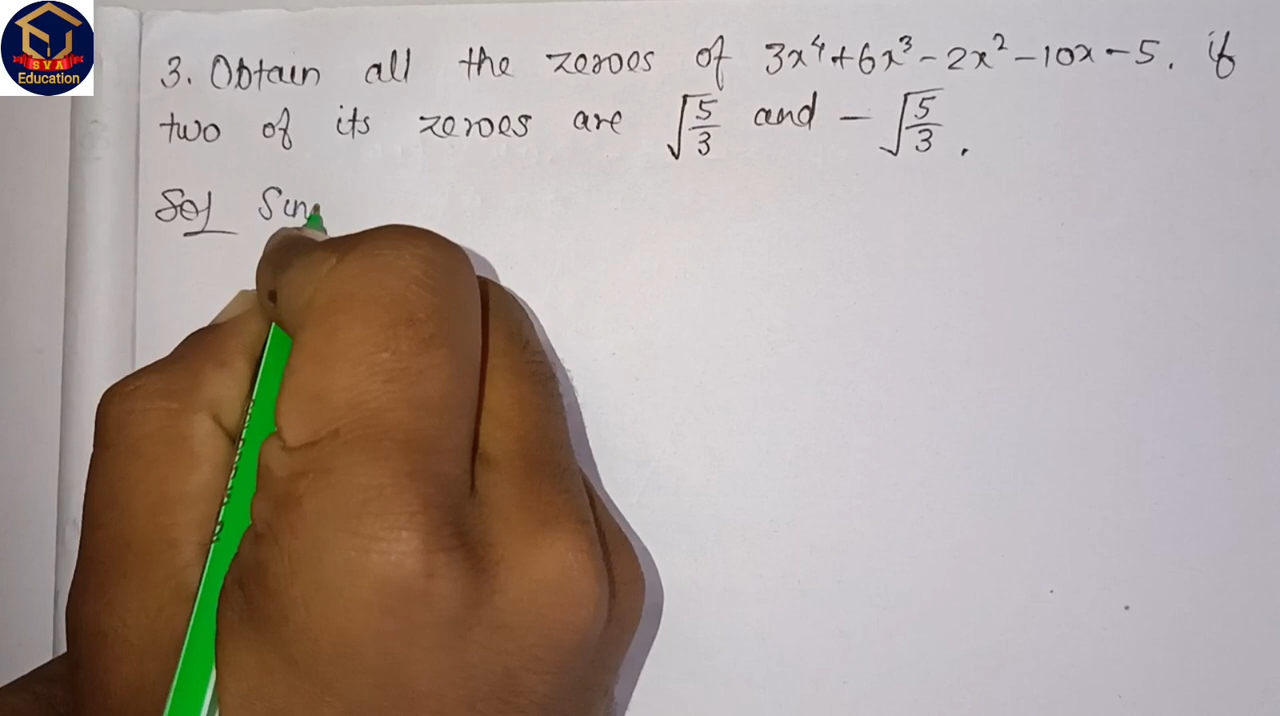 SVA
Education
3. Obtain all the zeroes of 3x⁴+6x³-2x²-10x-5. if
two of its zeroes are √5/3 and - √5/3.
Sol Sin